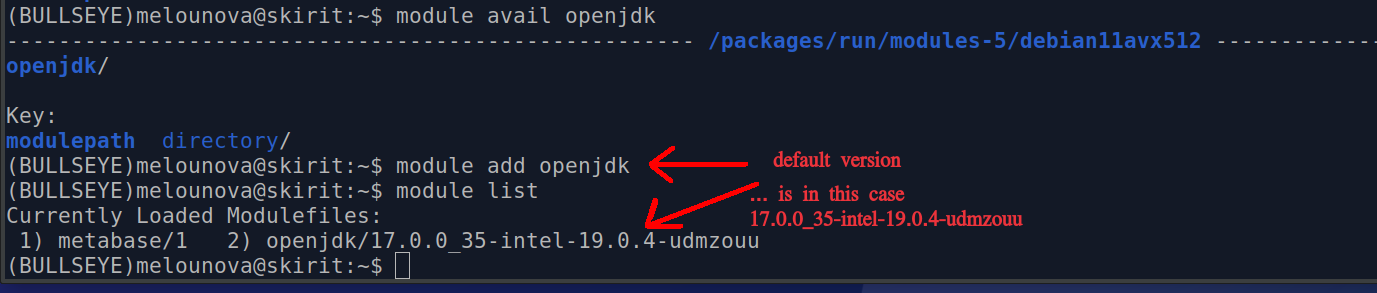 (BULLSEYE)melounova@skirit:~$ module avail openjdk
----------------------------------------------------- /packages/run/modules-5/debian11avx512 -------------
openjdk/
Key:
modulepath  directory/
(BULLSEYE)melounova@skirit:~$ module add openjdk
default version
(BULLSEYE)melounova@skirit:~$ module list
... is in this case
Currently Loaded Modulefiles:
17.0.0_35-intel-19.0.4-udmzouu
1) metabase/1   2) openjdk/17.0.0_35-intel-19.0.4-udmzouu
(BULLSEYE)melounova@skirit:~$